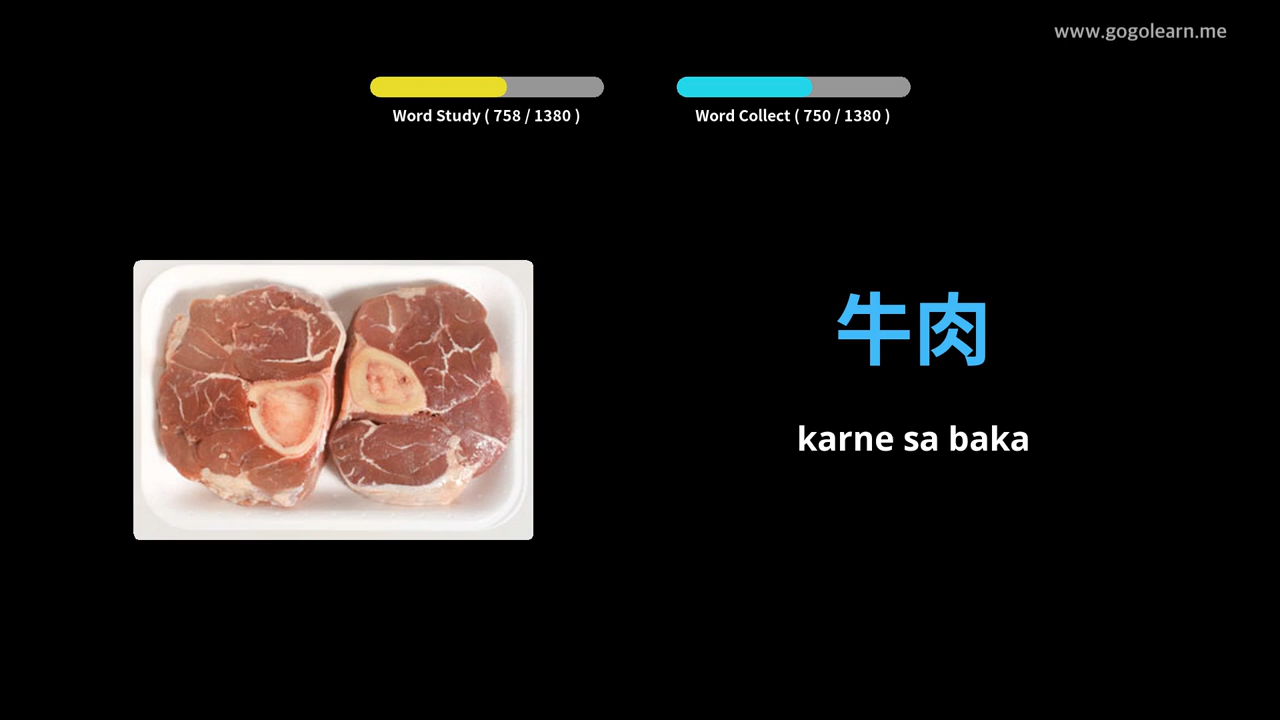 www.gogolearn.me
Word Study ( 758 / 1380 )
Word Collect ( 750 / 1380 )
牛肉
karne sa baka